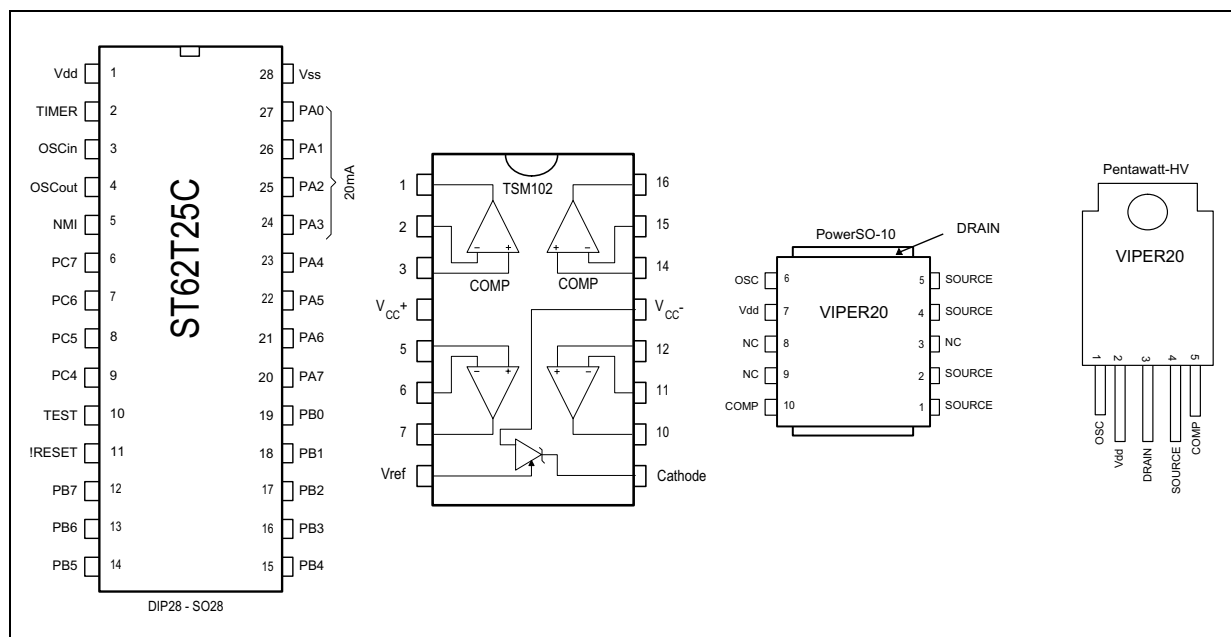 ST62T25C
Vdd 1 28 Vss
TIMER 2 27 PA0
OSCin 3 26 PA1
OSCout 4 25 PA2
NMI 5 24 PA3
PC7 6 23 PA4
PC6 7 22 PA5
PC5 8 21 PA6
PC4 9 20 PA7
TEST 10 19 PB0
!RESET 11 18 PB1
PB7 12 17 PB2
PB6 13 16 PB3
PB5 14 15 PB4
20mA
DIP28 - SO28
TSM102
1 16
2 15
3 14
COMP COMP
VCC+ VCC-
5 12
6 11
7 10
Vref Cathode
− + + −
− + + −
PowerSO-10
DRAIN
VIPER20
OSC 6 5 SOURCE
Vdd 7 4 SOURCE
NC 8 3 NC
NC 9 2 SOURCE
COMP 10 1 SOURCE
Pentawatt-HV
VIPER20
1 2 3 4 5
OSC
Vdd
DRAIN
SOURCE
COMP